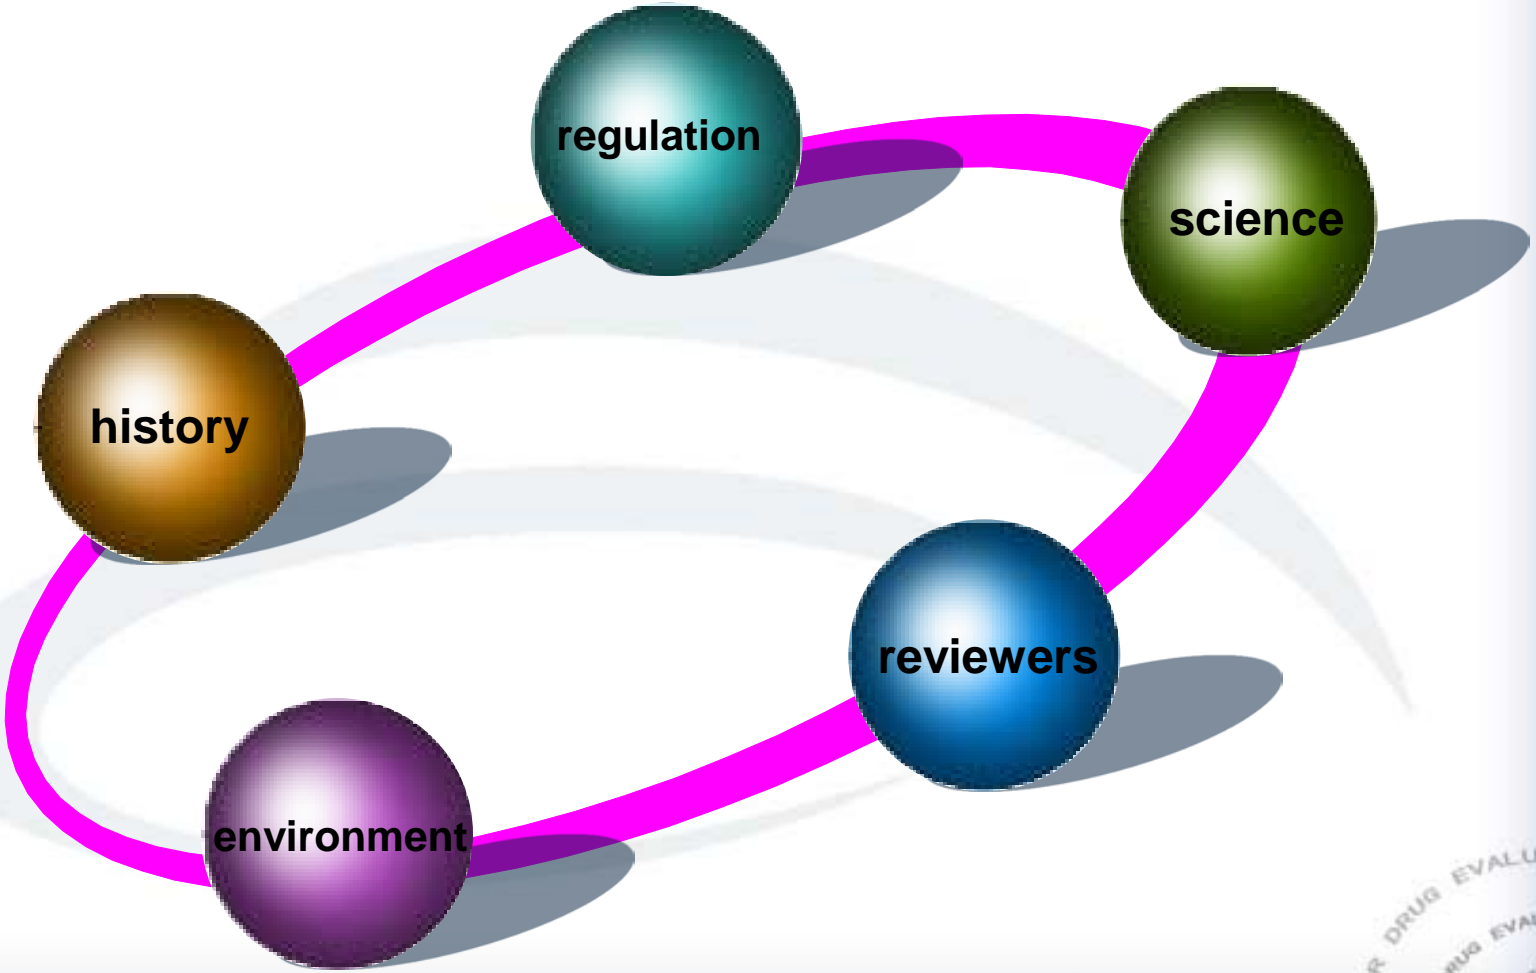 regulation
science
history
reviewers
environment
DRUG EVALU